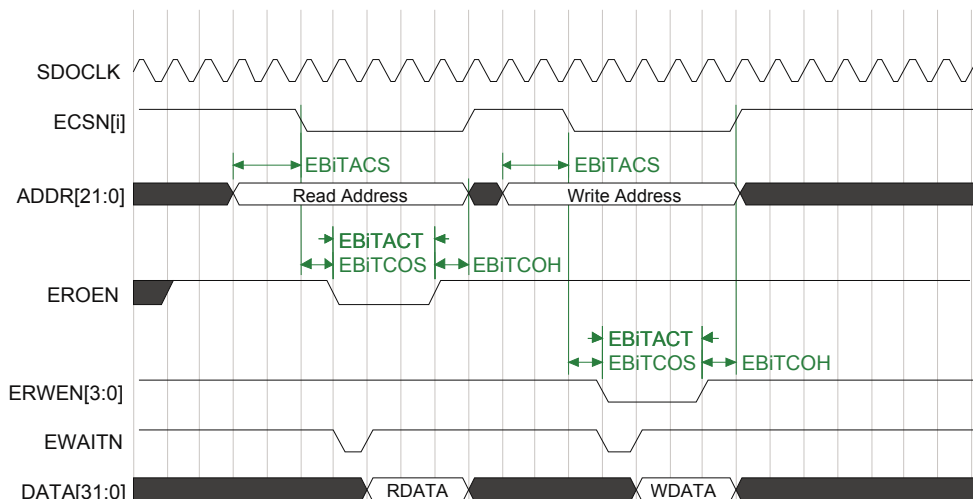 SDOCLK
ECSN[i]
EBiTACS EBiTACS
ADDR[21:0] Read Address Write Address
EBiTACT
EBiTCOS EBiTCOH
EROEN
EBiTACT
EBiTCOS EBiTCOH
ERWEN[3:0]
EWAITN
DATA[31:0] RDATA WDATA